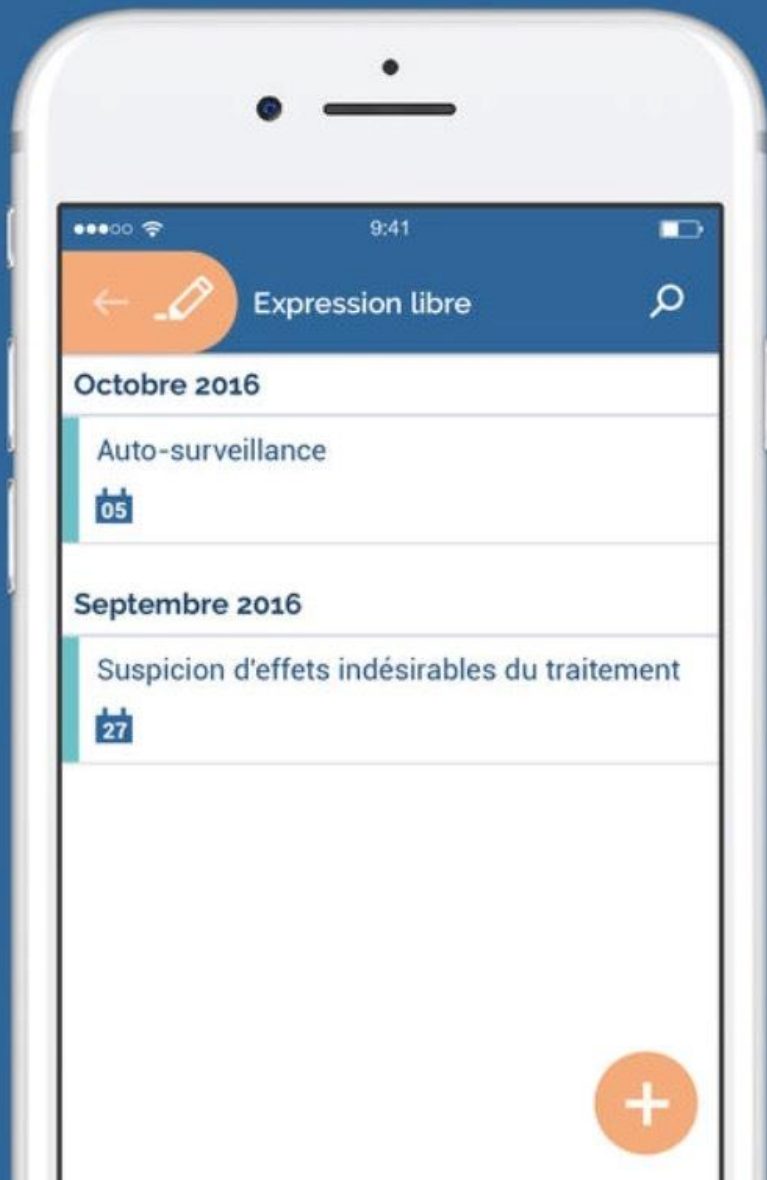 9:41
Expression libre
Octobre 2016
Auto-surveillance
05
Septembre 2016
Suspicion d'effets indésirables du traitement
27